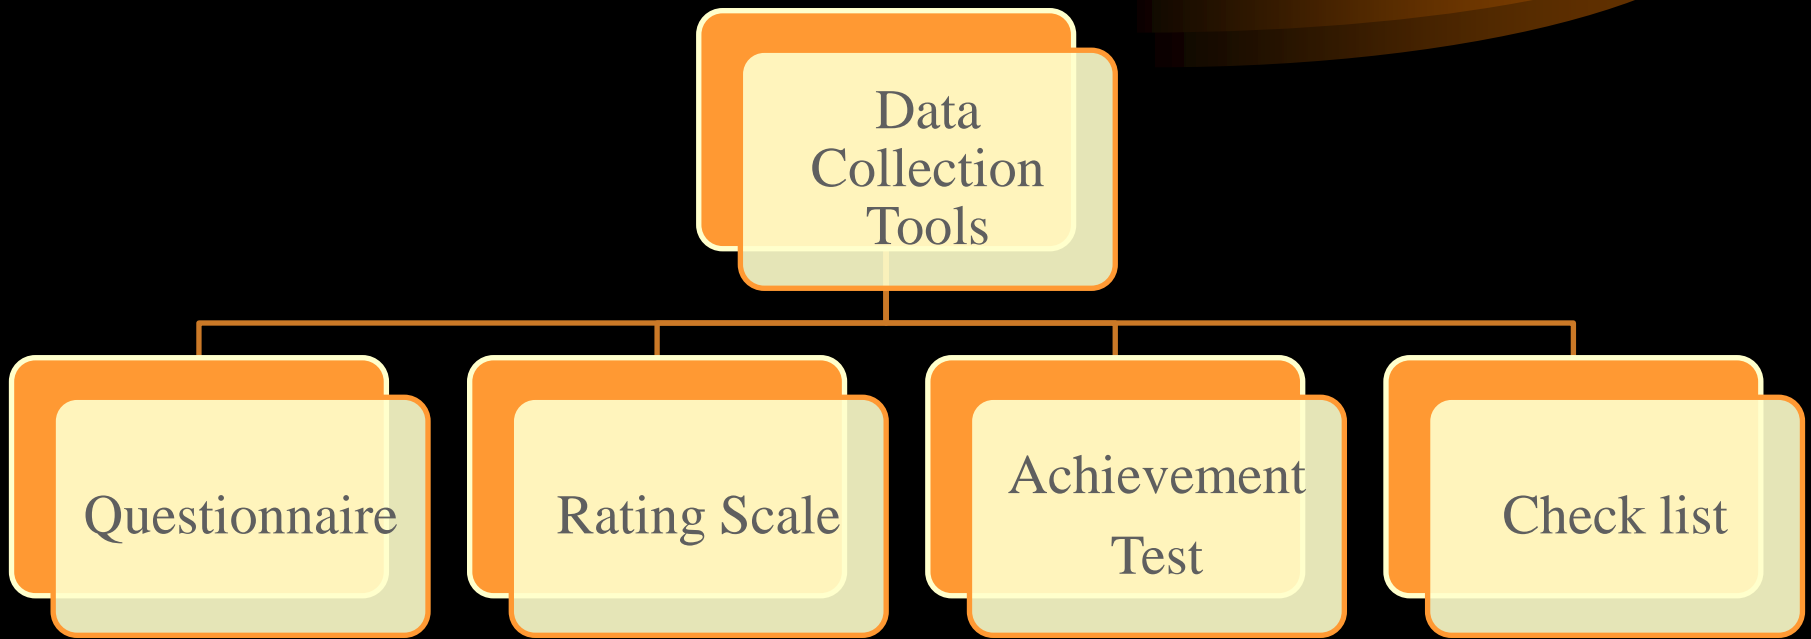 Data
Collection
Tools
Questionnaire
Rating Scale
Achievement
Test
Check list